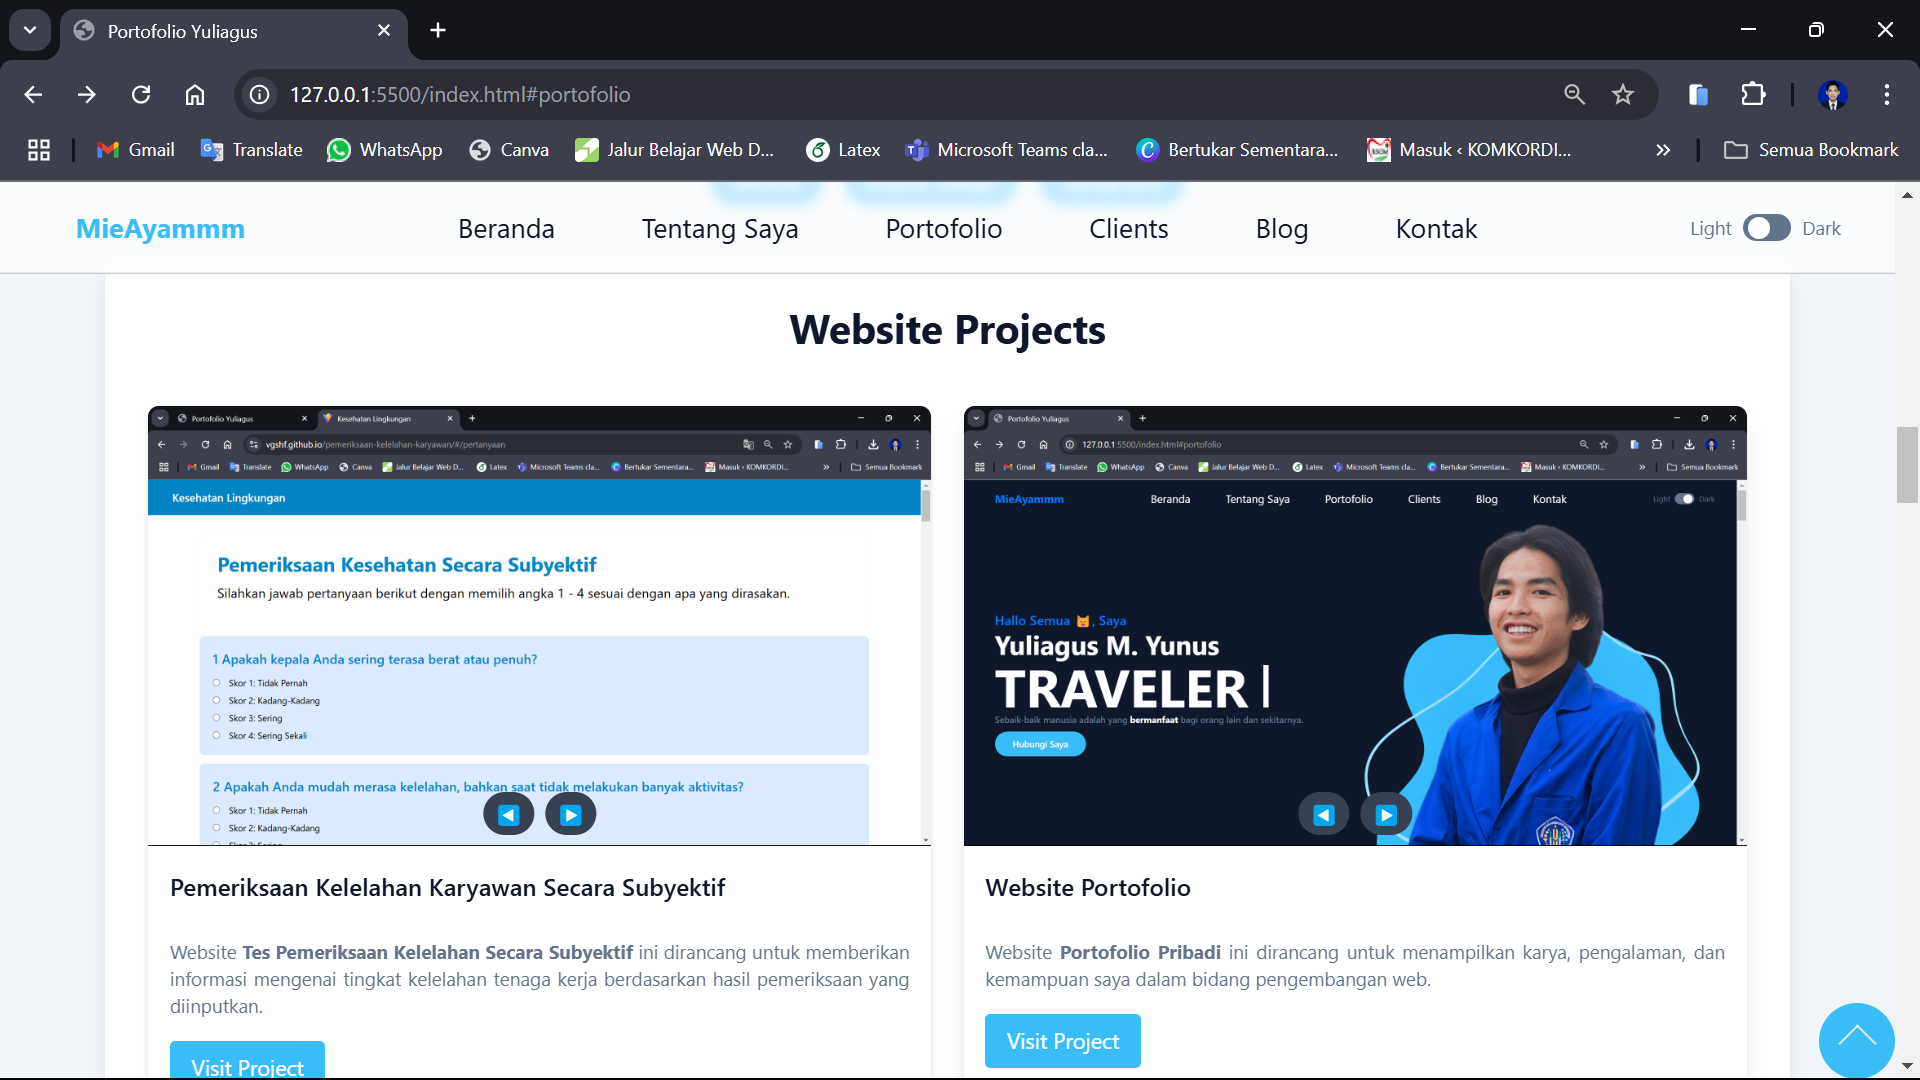 Portofolio Yuliagus
127.0.0.1:5500/index.html#portofolio
Gmail
Translate
WhatsApp
Canva
Jalur Belajar Web D...
Latex
Microsoft Teams cla...
Bertukar Sementara...
Masuk ‹ KOMKORDI...
»
Semua Bookmark
MieAyammm
Beranda
Tentang Saya
Portofolio
Clients
Blog
Kontak
Light
Dark
Website Projects
Portofolio Yuliagus
Kesehatan Lingkungan
vgshf.github.io/pemeriksaan-kelelahan-karyawan/#/pertanyaan
Gmail
Translate
WhatsApp
Canva
Jalur Belajar Web D...
Latex
Microsoft Teams cla...
Bertukar Sementara...
Masuk ‹ KOMKORDI...
»
Semua Bookmark
Kesehatan Lingkungan
Pemeriksaan Kesehatan Secara Subyektif
Silahkan jawab pertanyaan berikut dengan memilih angka 1 - 4 sesuai dengan apa yang dirasakan.
1 Apakah kepala Anda sering terasa berat atau penuh?
Skor 1: Tidak Pernah
Skor 2: Kadang-Kadang
Skor 3: Sering
Skor 4: Sering Sekali
2 Apakah Anda mudah merasa kelelahan, bahkan saat tidak melakukan banyak aktivitas?
Skor 1: Tidak Pernah
Skor 2: Kadang-Kadang
Pemeriksaan Kelelahan Karyawan Secara Subyektif
Website Tes Pemeriksaan Kelelahan Secara Subyektif ini dirancang untuk memberikan
informasi mengenai tingkat kelelahan tenaga kerja berdasarkan hasil pemeriksaan yang
diinputkan.
Visit Project
Portofolio Yuliagus
127.0.0.1:5500/index.html#portofolio
Gmail
Translate
WhatsApp
Canva
Jalur Belajar Web D...
Latex
Microsoft Teams cla...
Bertukar Sementara...
Masuk ‹ KOMKORDI...
»
Semua Bookmark
MieAyammm
Beranda
Tentang Saya
Portofolio
Clients
Blog
Kontak
Light
Dark
Hallo Semua 😸, Saya
Yuliagus M. Yunus
TRAVELER |
Sebaik-baik manusia adalah yang bermanfaat bagi orang lain dan sekitarnya.
Hubungi Saya
Website Portofolio
Website Portofolio Pribadi ini dirancang untuk menampilkan karya, pengalaman, dan
kemampuan saya dalam bidang pengembangan web.
Visit Project